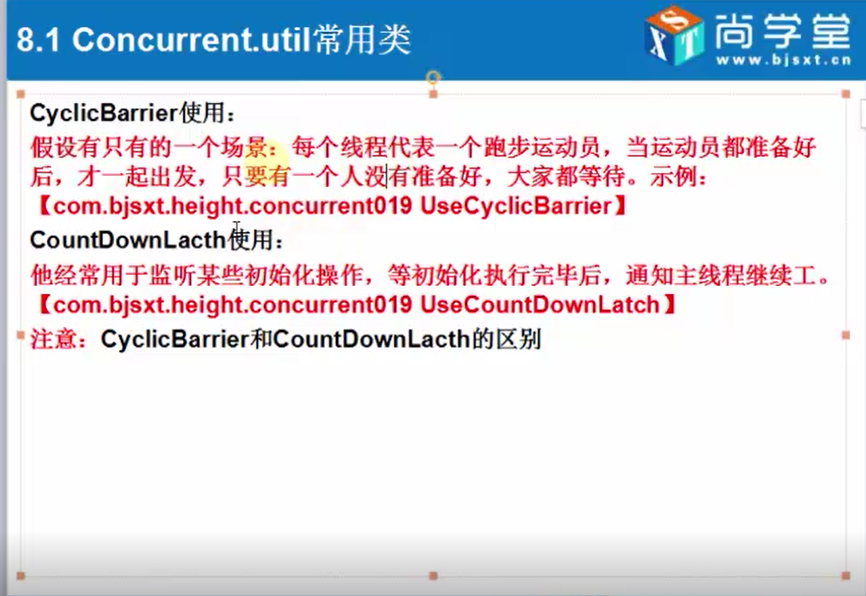 8.1 Concurrent.util常用类
尚学堂
www.bjsxt.cn
CyclicBarrier使用：
假设有只有的一个场景：每个线程代表一个跑步运动员，当运动员都准备好
后，才一起出发，只要有一个人没有准备好，大家都等待。示例：
【com.bjsxt.height.concurrent019 UseCyclicBarrier】
CountDownLacth使用：
他经常用于监听某些初始化操作，等初始化执行完毕后，通知主线程继续工。
【com.bjsxt.height.concurrent019 UseCountDownLatch】
注意：CyclicBarrier和CountDownLacth的区别